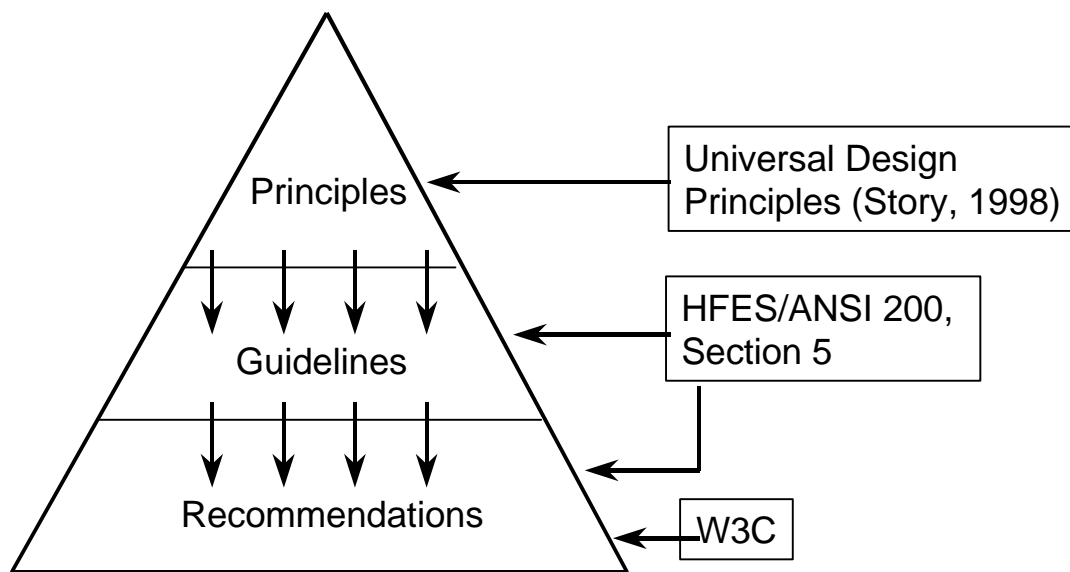 Principles
Universal Design
Principles (Story, 1998)
Guidelines
HFES/ANSI 200,
Section 5
Recommendations
W3C